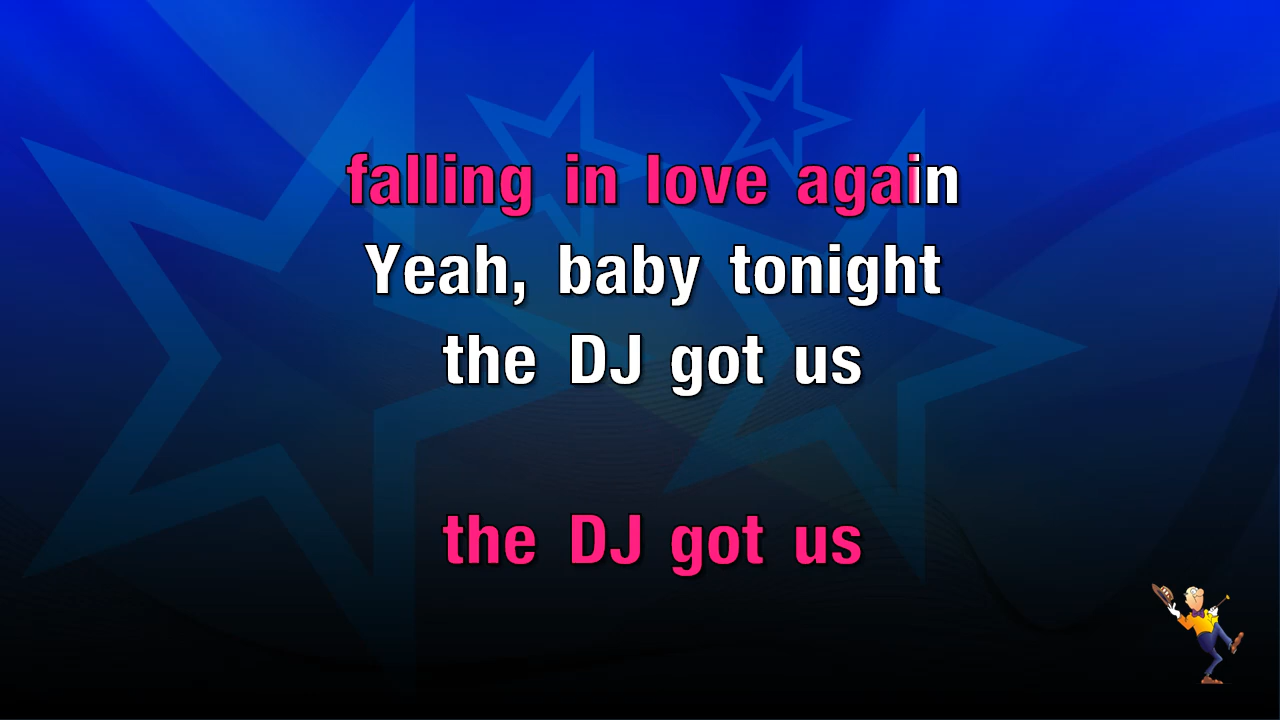 falling in love again
Yeah, baby tonight
the DJ got us
the DJ got us